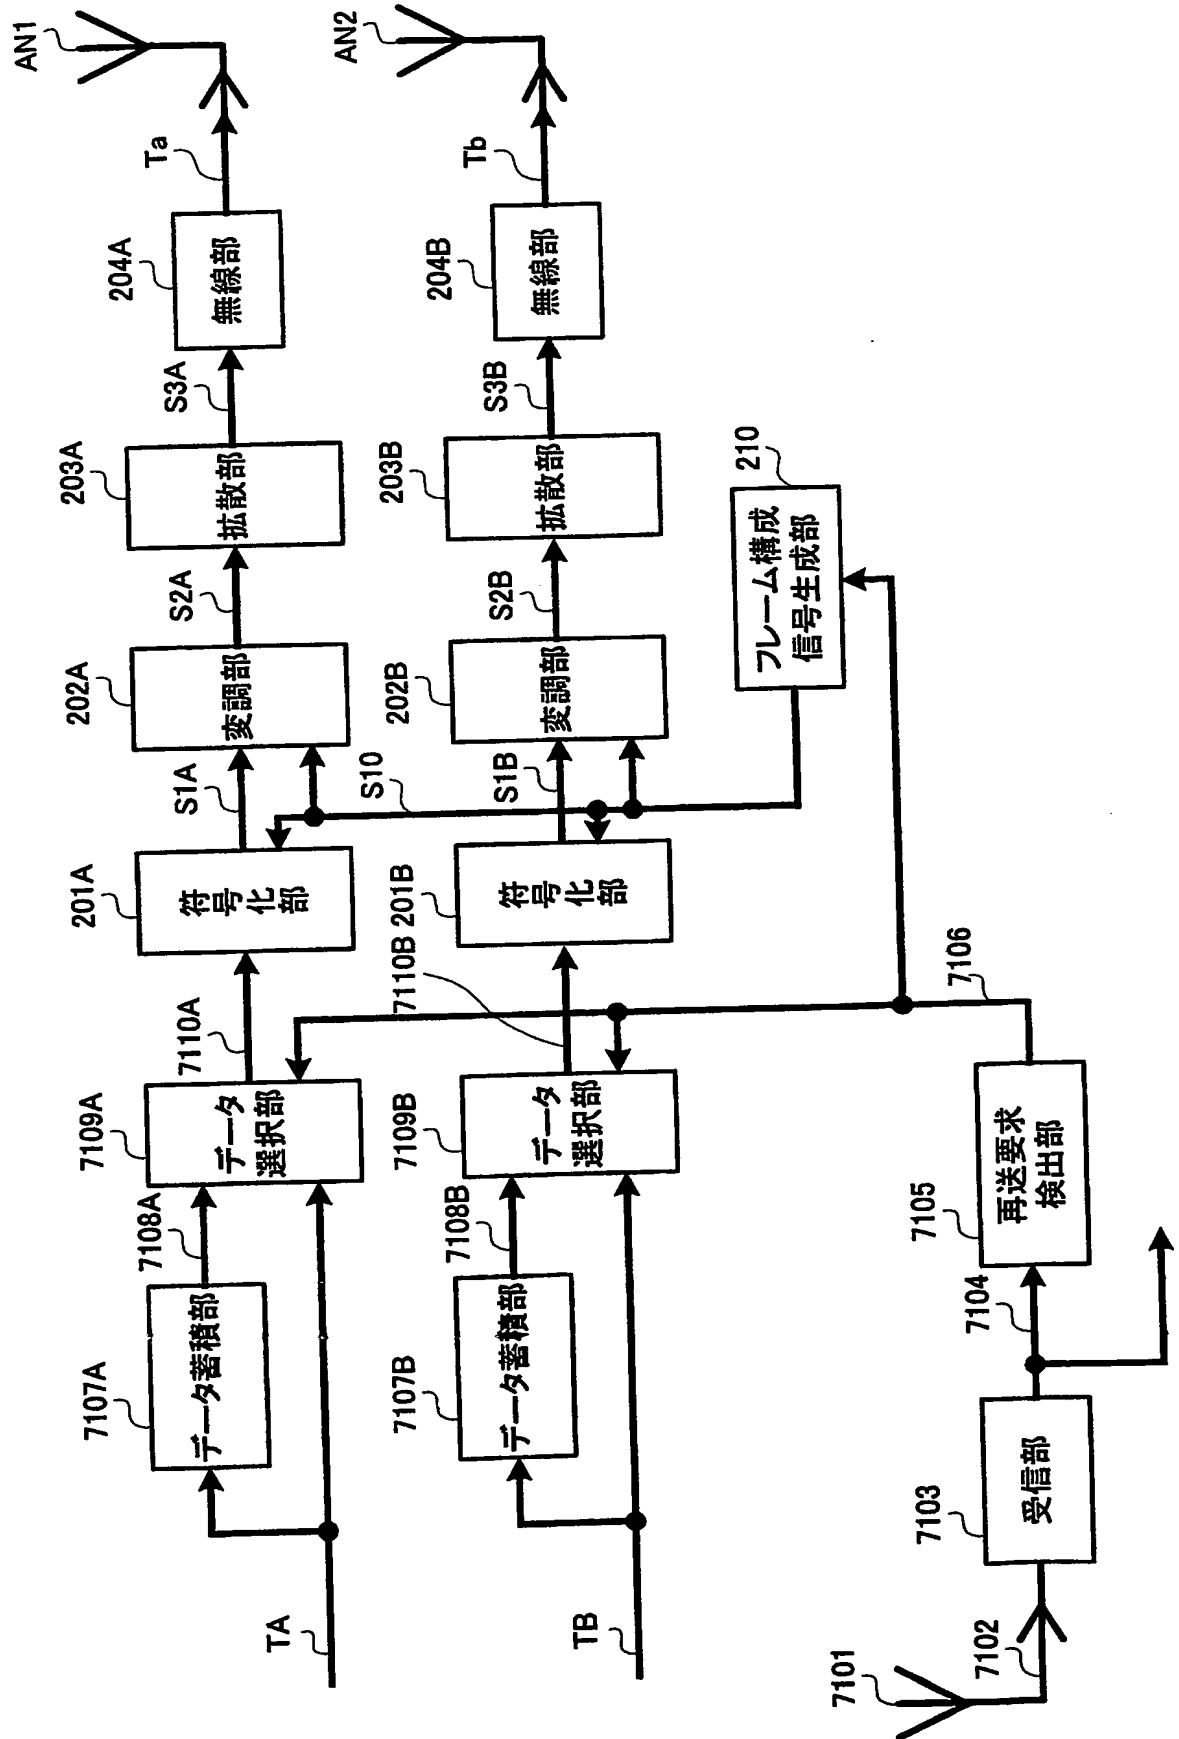 TA
7107A
データ蓄積部
7108A
7109A
データ
選択部
7110A
201A
符号化部
S1A
202A
変調部
S2A
203A
拡散部
S3A
204A
無線部
Ta
AN1
TB
7107B
データ蓄積部
7108B
7109B
データ
選択部
7110B
201B
符号化部
S10
S1B
202B
変調部
S2B
203B
拡散部
S3B
204B
無線部
Tb
AN2
210
フレーム構成
信号生成部
7101
7102
7103
受信部
7104
7105
再送要求
検出部
7106